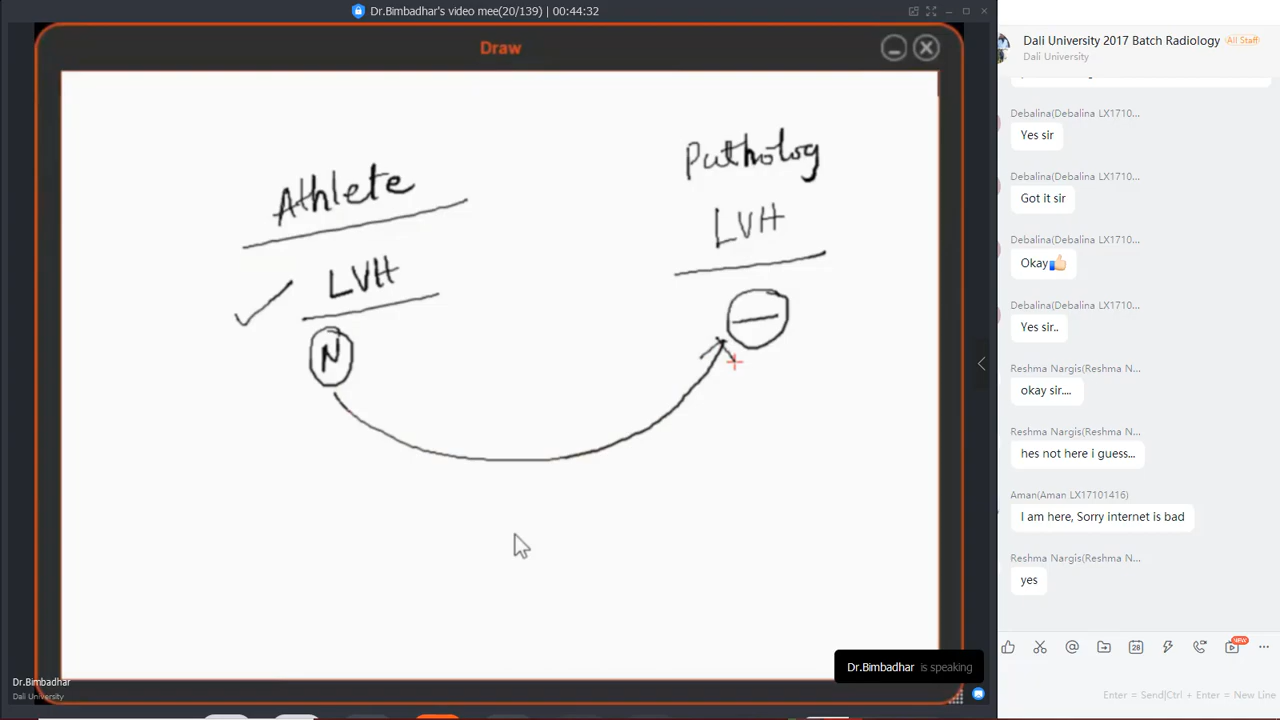 Dr.Bimbadhar's video mee(20/139) | 00:44:32
Draw
Athlete
LVH
N
Patholog
LVH
Dr.Bimbadhar
Dali University
Dr.Bimbadhar is speaking
Dali University 2017 Batch Radiology All Staff
Dali University
Debalina(Debalina LX1710...
Yes sir
Debalina(Debalina LX1710...
Got it sir
Debalina(Debalina LX1710...
Okay👍
Debalina(Debalina LX1710...
Yes sir..
Reshma Nargis(Reshma N...
okay sir....
Reshma Nargis(Reshma N...
hes not here i guess...
Aman(Aman LX17101416)
I am here, Sorry internet is bad
Reshma Nargis(Reshma N...
yes
28
NEW
Enter = Send|Ctrl + Enter = New Line